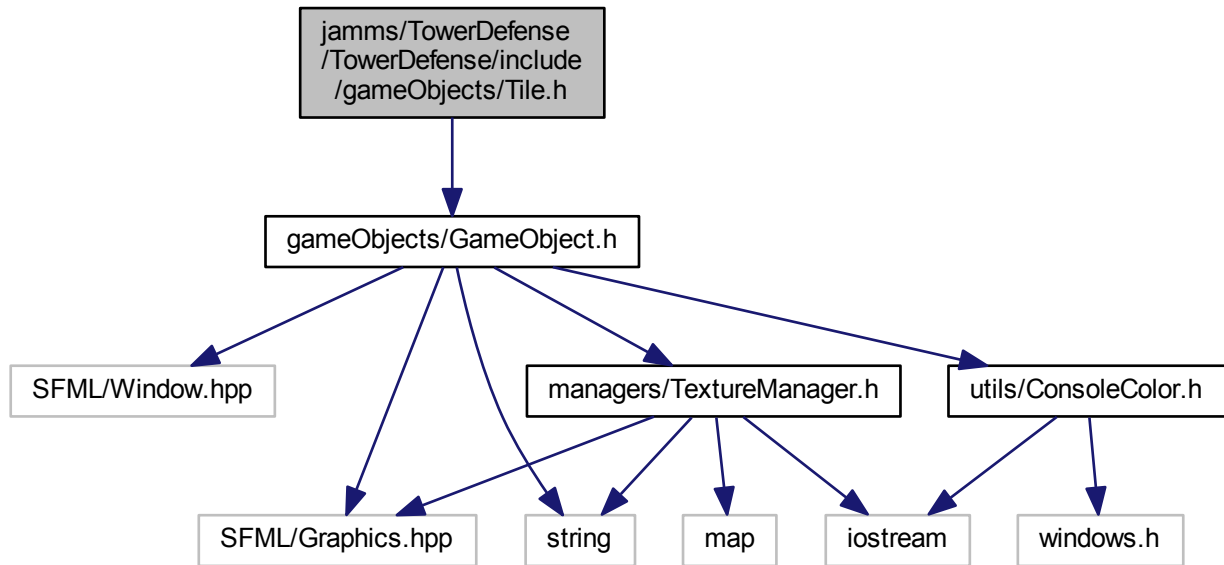 jamms/TowerDefense
/TowerDefense/include
/gameObjects/Tile.h
gameObjects/GameObject.h
SFML/Window.hpp
managers/TextureManager.h
utils/ConsoleColor.h
SFML/Graphics.hpp
string
map
iostream
windows.h